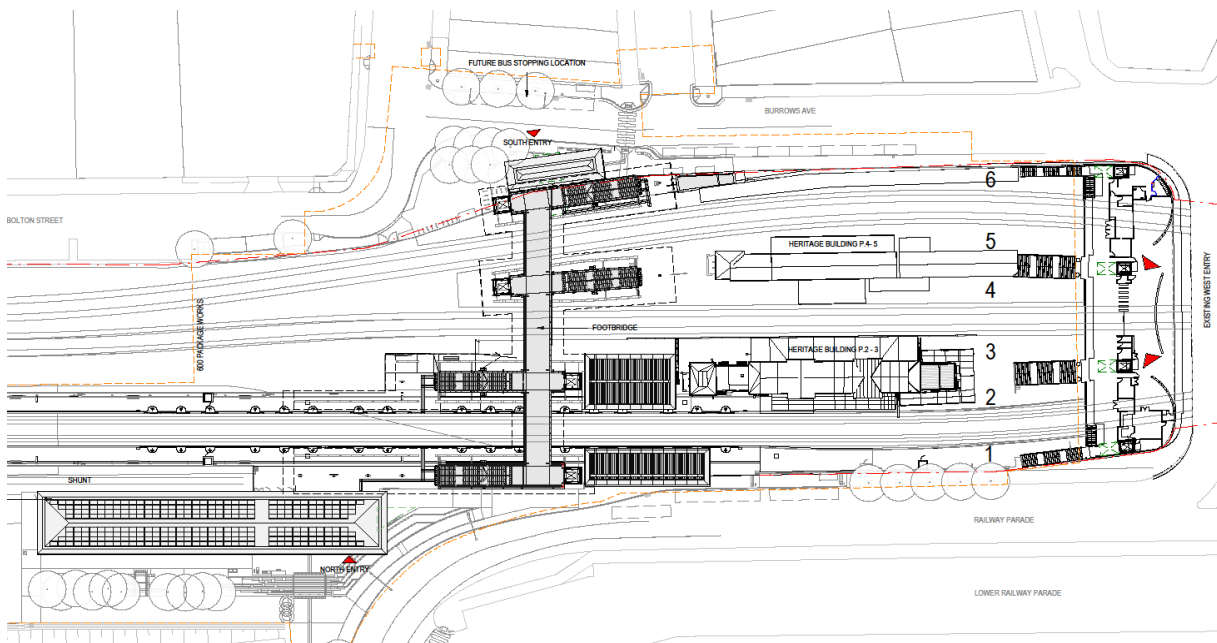 FUTURE BUS STOPPING LOCATION
BURROWS AVE
SOUTH ENTRY
6
BOLTON STREET
5
HERITAGE BUILDING P.4- 5
4
EXISTING WEST ENTRY
600 PACKAGE WORKS
FOOTBRIDGE
3
HERITAGE BUILDING P.2 - 3
2
1
SHUNT
RAILWAY PARADE
NORTH ENTRY
LOWER RAILWAY PARADE